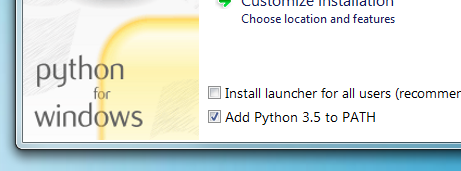 Customize installation
Choose location and features
python
for
windows
Install launcher for all users (recommen
Add Python 3.5 to PATH